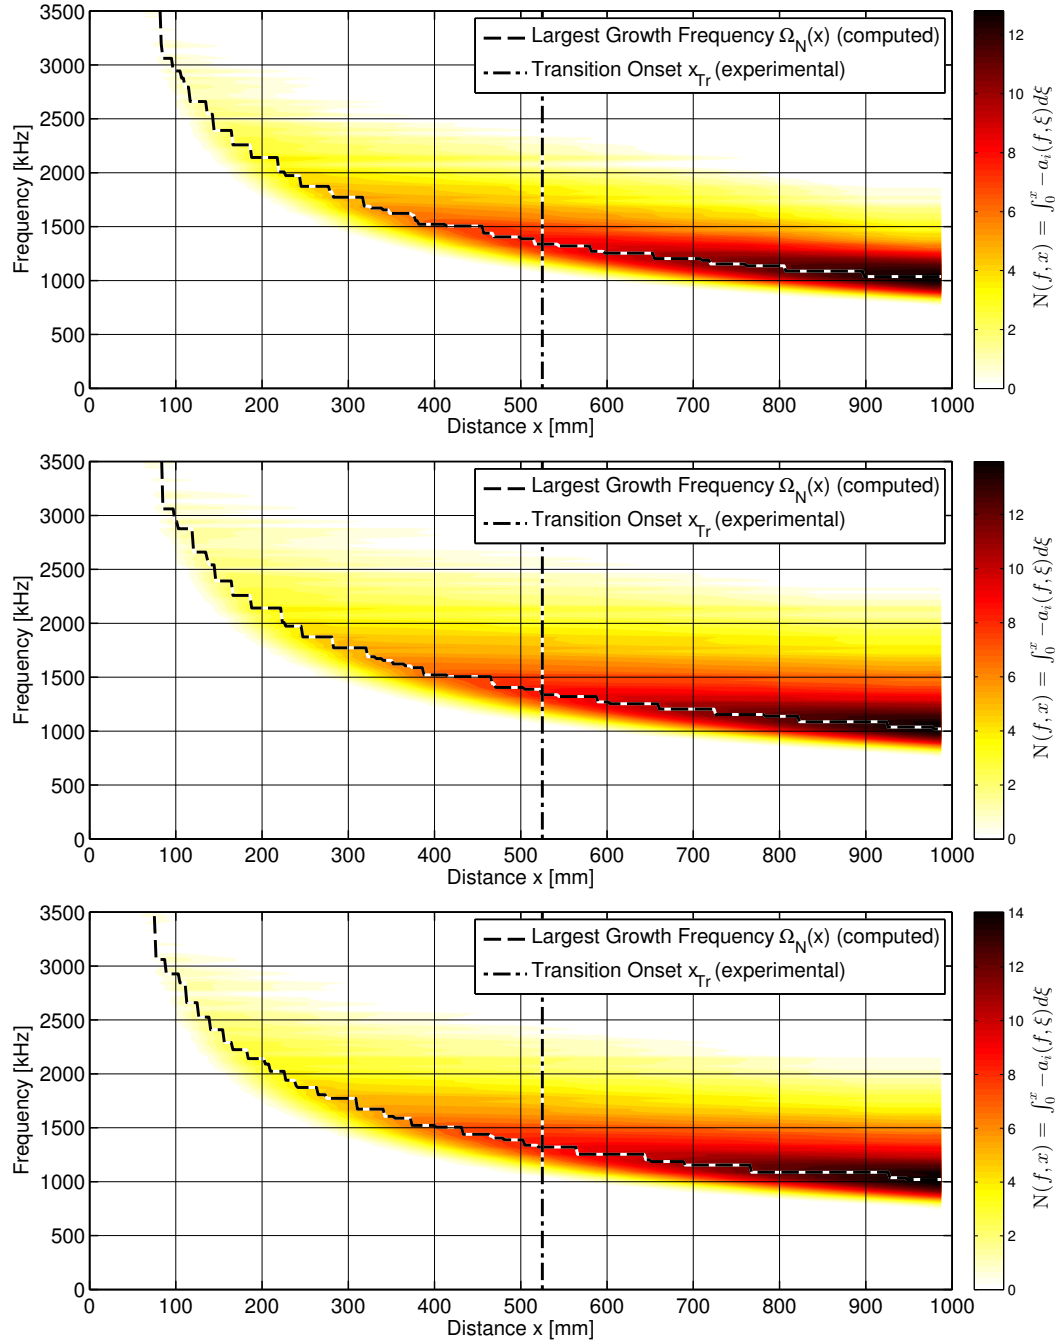 3500
3000
2500
2000
1500
1000
500
0
Frequency [kHz]
Largest Growth Frequency Ω_N(x) (computed)
Transition Onset x_Tr (experimental)
0 100 200 300 400 500 600 700 800 900 1000
Distance x [mm]
12
10
8
6
4
2
0
N(f, x) = ∫_0^x −a_i(f, ξ)dξ
3500
3000
2500
2000
1500
1000
500
0
Frequency [kHz]
Largest Growth Frequency Ω_N(x) (computed)
Transition Onset x_Tr (experimental)
0 100 200 300 400 500 600 700 800 900 1000
Distance x [mm]
12
10
8
6
4
2
0
N(f, x) = ∫_0^x −a_i(f, ξ)dξ
3500
3000
2500
2000
1500
1000
500
0
Frequency [kHz]
Largest Growth Frequency Ω_N(x) (computed)
Transition Onset x_Tr (experimental)
0 100 200 300 400 500 600 700 800 900 1000
Distance x [mm]
14
12
10
8
6
4
2
0
N(f, x) = ∫_0^x −a_i(f, ξ)dξ